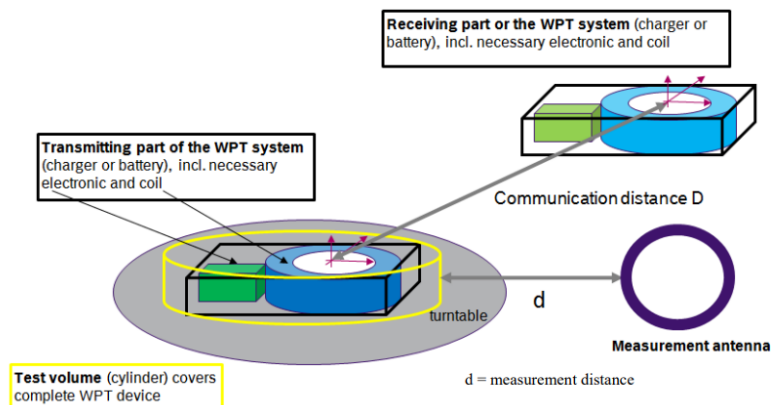 Receiving part or the WPT system (charger or
battery), incl. necessary electronic and coil
Transmitting part of the WPT system
(charger or battery), incl. necessary
electronic and coil
Communication distance D
d
turntable
Measurement antenna
Test volume (cylinder) covers
complete WPT device
d = measurement distance